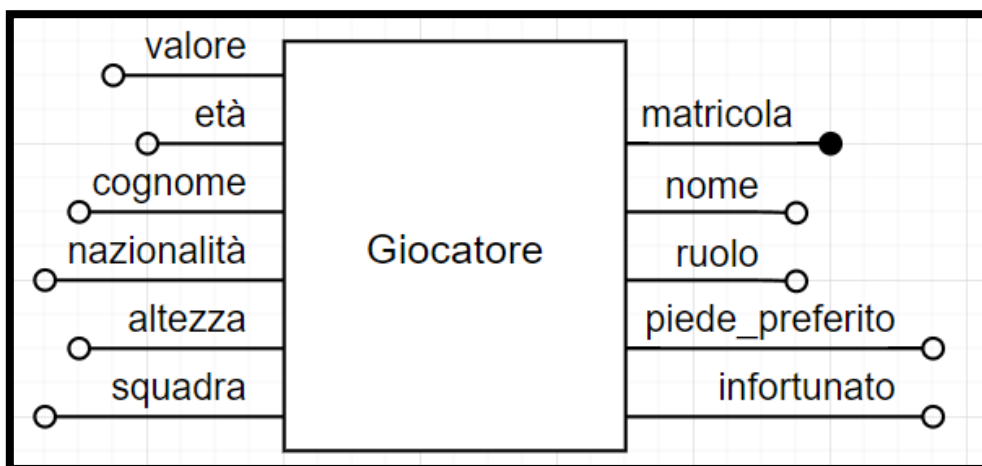 valore
età
cognome
nazionalità
altezza
squadra
Giocatore
matricola
nome
ruolo
piede_preferito
infortunato